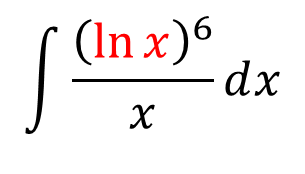 ∫ (ln x)⁶ / x dx